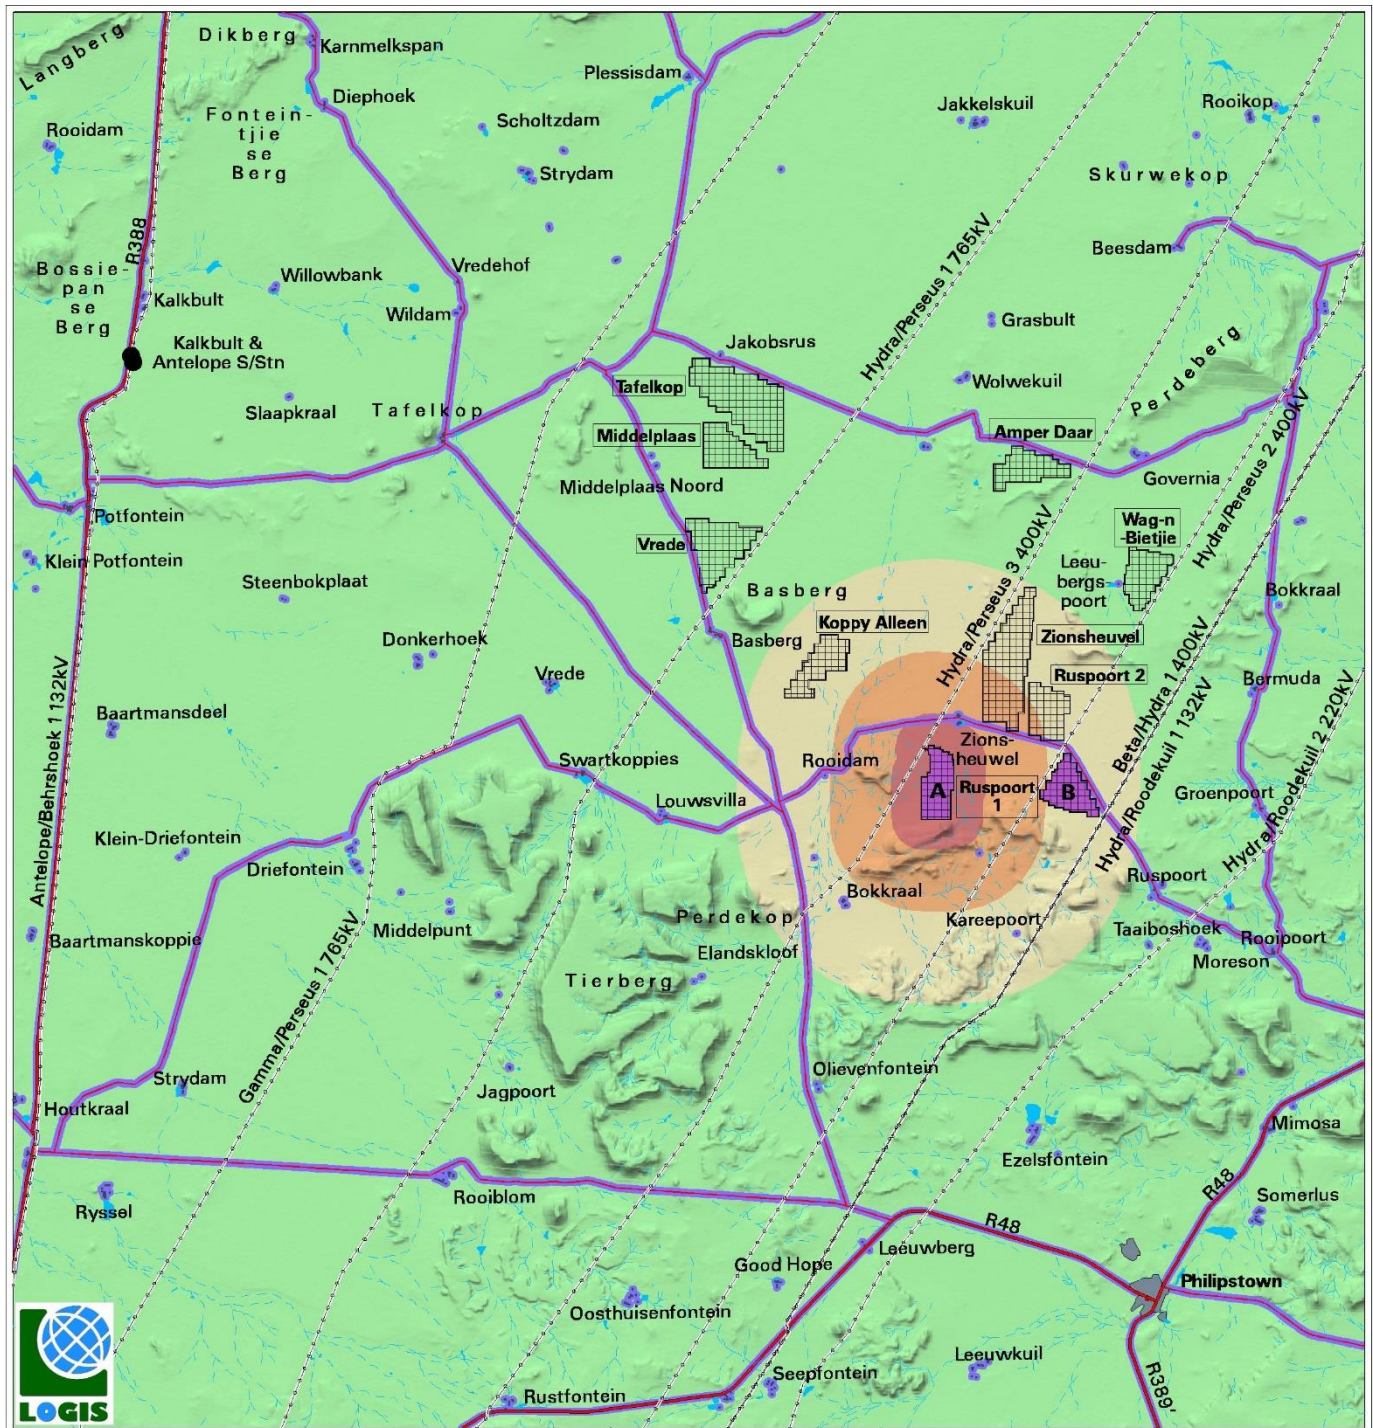 Langberg
Dikberg
Karnmelkspan
Plessisdam
Diephoek
Jakkelskuil
Rooikop
Fontein-
tjie
se
Berg
Scholtzdam
Rooidam
Strydam
Skurwekop
R388
Hydra/Perseus 1 765kV
Beesdam
Bossie-
pan
se
Berg
Willowbank
Vredehof
Kalkbult
Wildam
Grasbult
Kalkbult &
Antelope S/Stn
Jakobsrus
Perdeberg
Tafelkop
Wolwekuil
Slaapkraal
Tafelkop
Middelplaas
Amper Daar
Hydra/Perseus 2 400kV
Middelplaas Noord
Governia
Potfontein
Wag-n
-Bietjie
Vrede
Hydra/Perseus 3 400kV
Klein Potfontein
Leeu-
bergs-
poort
Steenbokplaat
Basberg
Bokkraal
Koppy Alleen
Donkerhoek
Basberg
Zionsheuvel
Vrede
Ruspoort 2
Bermuda
Baartmansdeel
Antelope/Behrshoek 1 132kV
Beta/Hydra 1 400kV
Hydra/Roodekuil 1 132kV
Hydra/Roodekuil 2 220kV
Swartkoppies
Rooidam
Zions-
heuwel
Louwsvilla
A
Ruspoort
1
B
Groenpoort
Klein-Driefontein
Driefontein
Ruspoort
Bokkraal
Perdekop
Kareepoort
Middelpunt
Taaiboshoek
Baartmanskoppie
Elandskloof
Rooipoort
Moreson
Tierberg
Gamma/Perseus 1 765kV
Strydam
Jagpoort
Olievenfontein
Houtkraal
Mimosa
Ezelsfontein
Rooiblom
R48
Somerlus
Ryssel
R48
Leeuwberg
Good Hope
Philipstown
Oosthuisenfontein
Leeuwkuil
Seepfontein
R389
Rustfontein
LOGIS